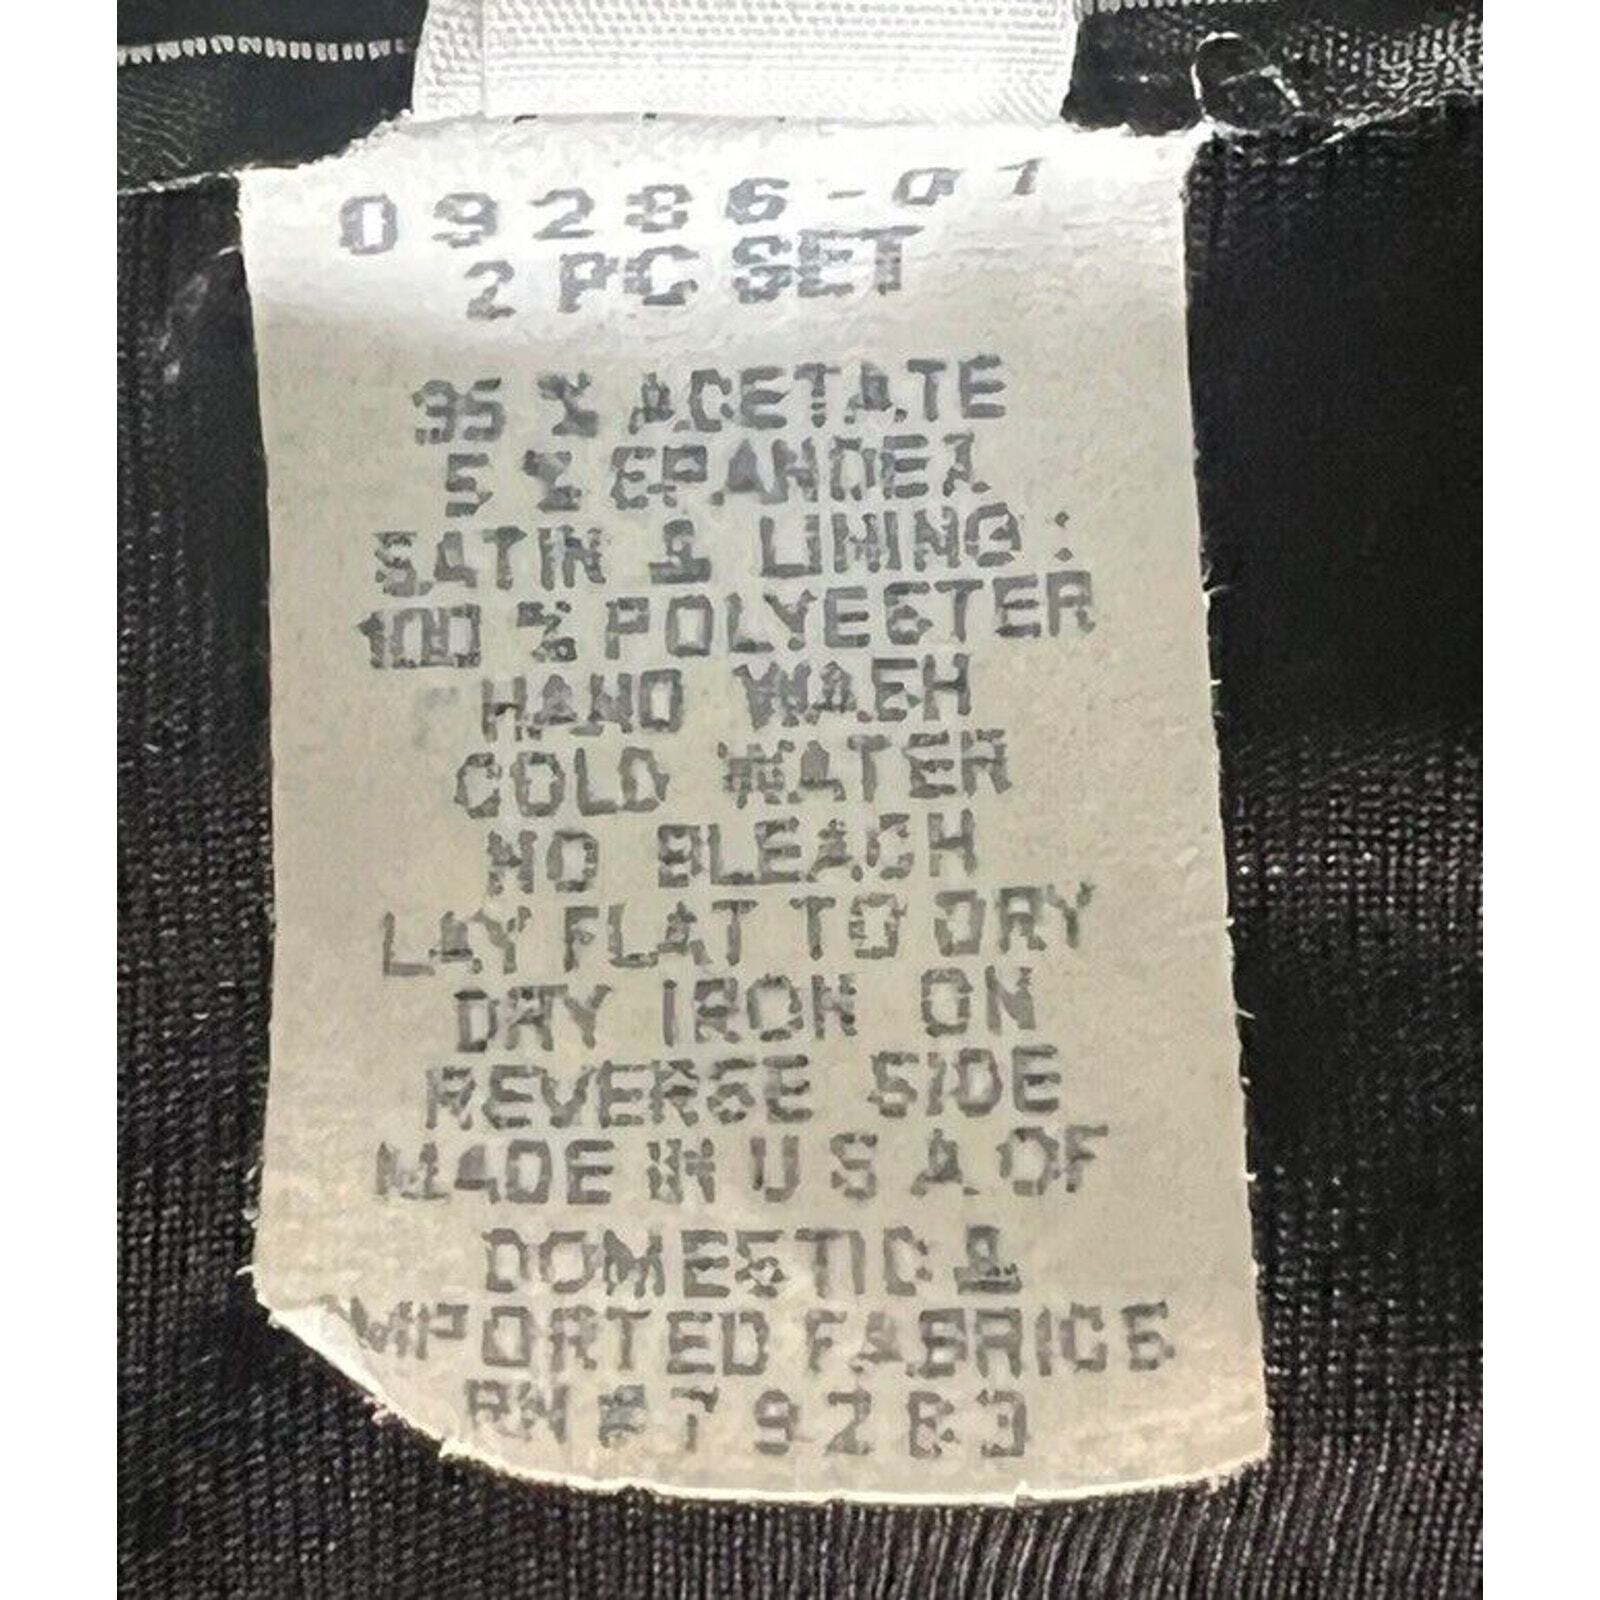 09286-01
2 PC SET
95 % ACETATE
5 % SPANDEX
SATIN & LINING :
100 % POLYESTER
HAND WASH
COLD WATER
NO BLEACH
LAY FLAT TO DRY
DRY IRON ON
REVERSE SIDE
MADE IN U S A OF
DOMESTIC &
IMPORTED FABRICS
RN #79283